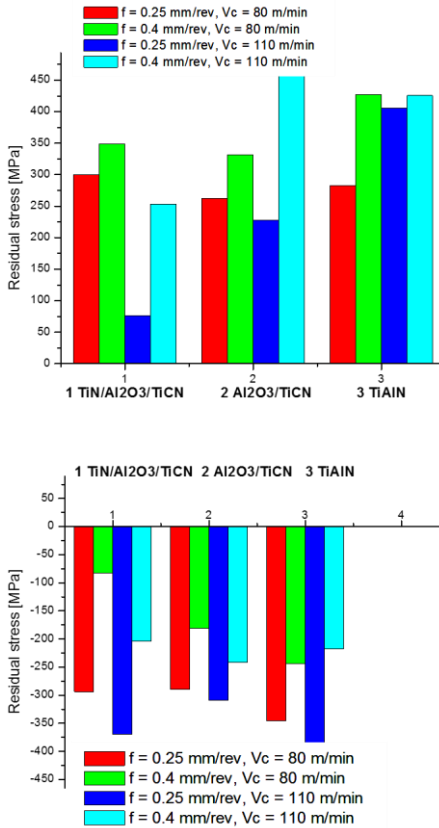 f = 0.25 mm/rev, Vc = 80 m/min
f = 0.4 mm/rev, Vc = 80 m/min
f = 0.25 mm/rev, Vc = 110 m/min
f = 0.4 mm/rev, Vc = 110 m/min
Residual stress [MPa]
450
400
350
300
250
200
150
100
50
0
1 2 3
1 TiN/Al2O3/TiCN 2 Al2O3/TiCN 3 TiAlN
1 TiN/Al2O3/TiCN 2 Al2O3/TiCN 3 TiAlN
Residual stress [MPa]
50
0
-50
-100
-150
-200
-250
-300
-350
-400
-450
1 2 3 4
f = 0.25 mm/rev, Vc = 80 m/min
f = 0.4 mm/rev, Vc = 80 m/min
f = 0.25 mm/rev, Vc = 110 m/min
f = 0.4 mm/rev, Vc = 110 m/min